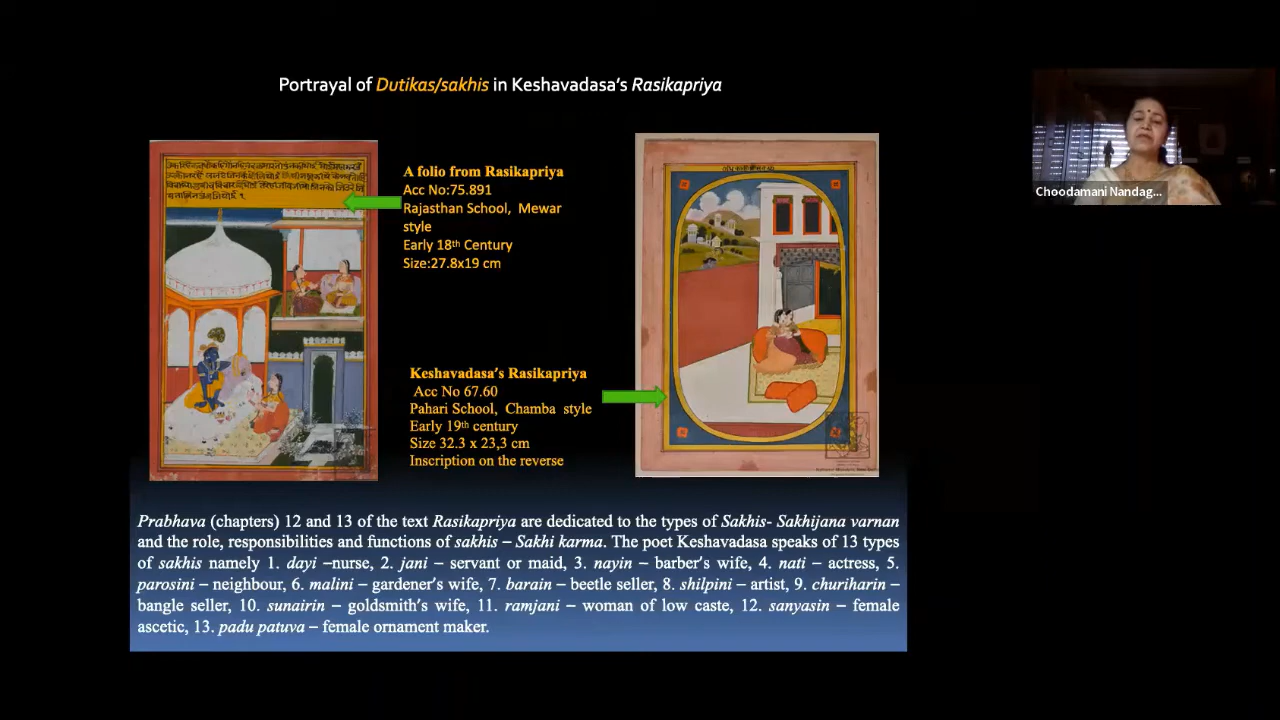 Portrayal of Dutikas/sakhis in Keshavadasa's Rasikapriya
A folio from Rasikapriya
Acc No:75.891
Rajasthan School, Mewar
style
Early 18th Century
Size:27.8x19 cm
Keshavadasa's Rasikapriya
Acc No 67.60
Pahari School, Chamba style
Early 19th century
Size 32.3 x 23,3 cm
Inscription on the reverse
Choodamani Nandag...
Prabhava (chapters) 12 and 13 of the text Rasikapriya are dedicated to the types of Sakhis- Sakhijana varnan
and the role, responsibilities and functions of sakhis – Sakhi karma. The poet Keshavadasa speaks of 13 types
of sakhis namely 1. dayi –nurse, 2. jani – servant or maid, 3. nayin – barber's wife, 4. nati – actress, 5.
parosini – neighbour, 6. malini – gardener's wife, 7. barain – beetle seller, 8. shilpini – artist, 9. churiharin –
bangle seller, 10. sunairin – goldsmith's wife, 11. ramjani – woman of low caste, 12. sanyasin – female
ascetic, 13. padu patuva – female ornament maker.